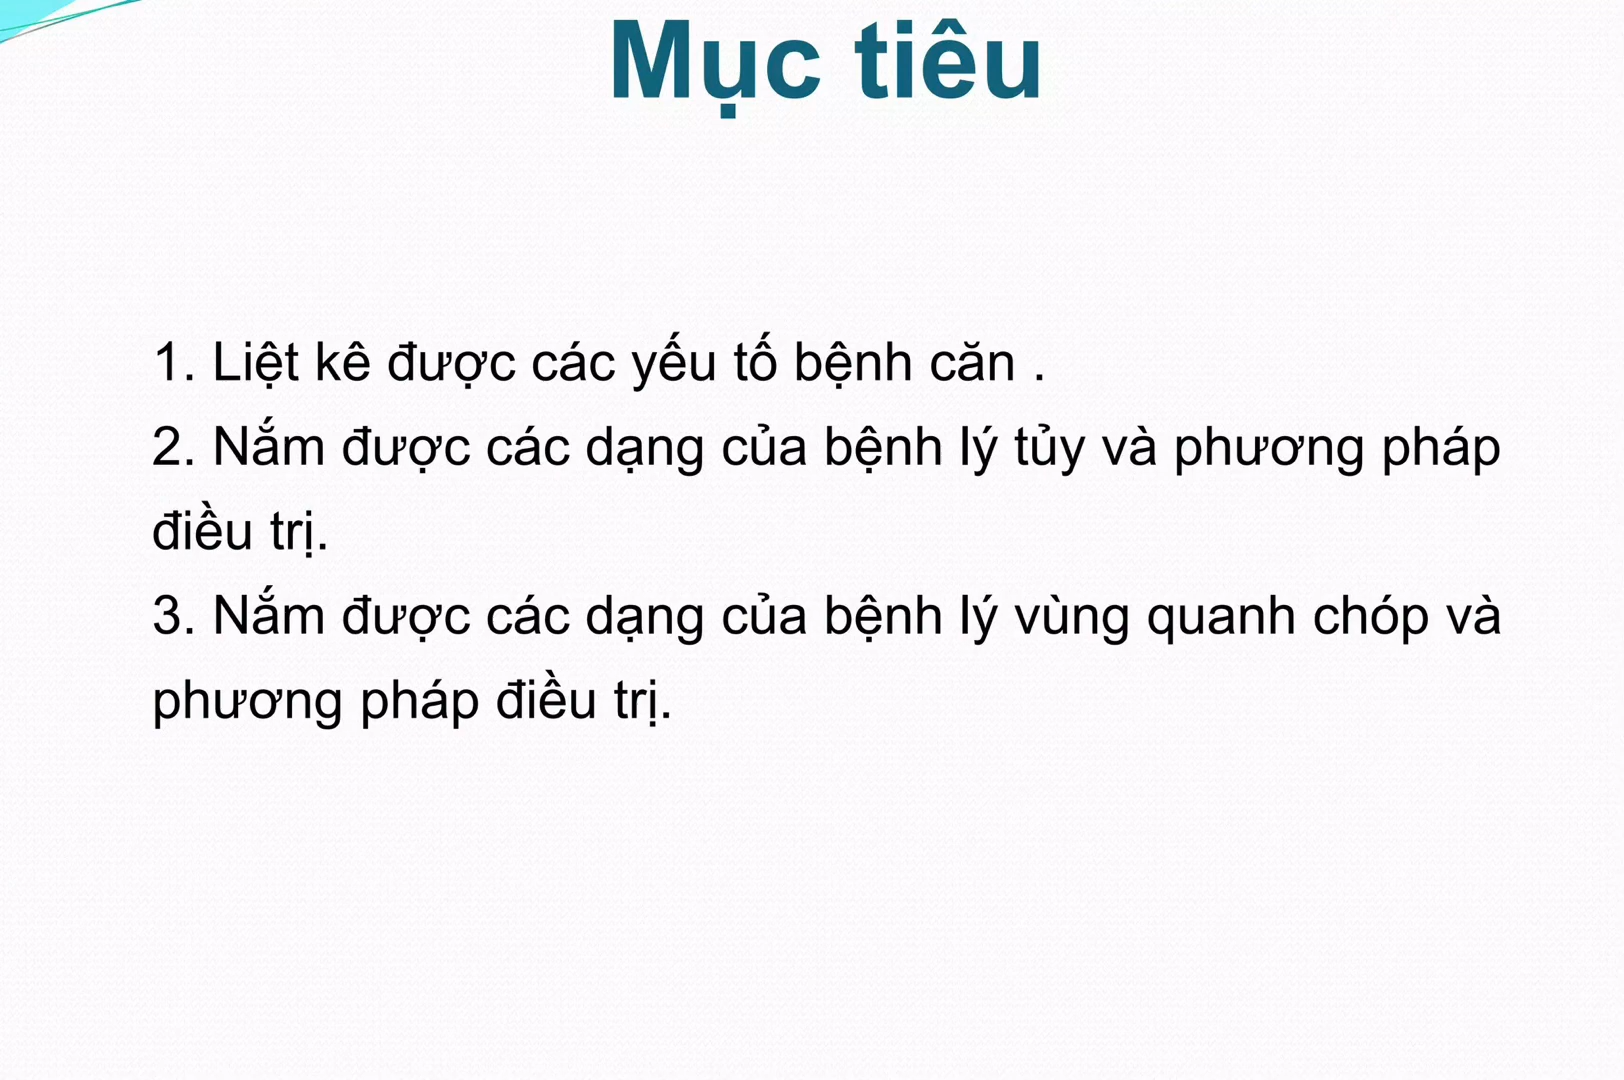 Mục tiêu
1. Liệt kê được các yếu tố bệnh căn .
2. Nắm được các dạng của bệnh lý tủy và phương pháp
điều trị.
3. Nắm được các dạng của bệnh lý vùng quanh chóp và
phương pháp điều trị.